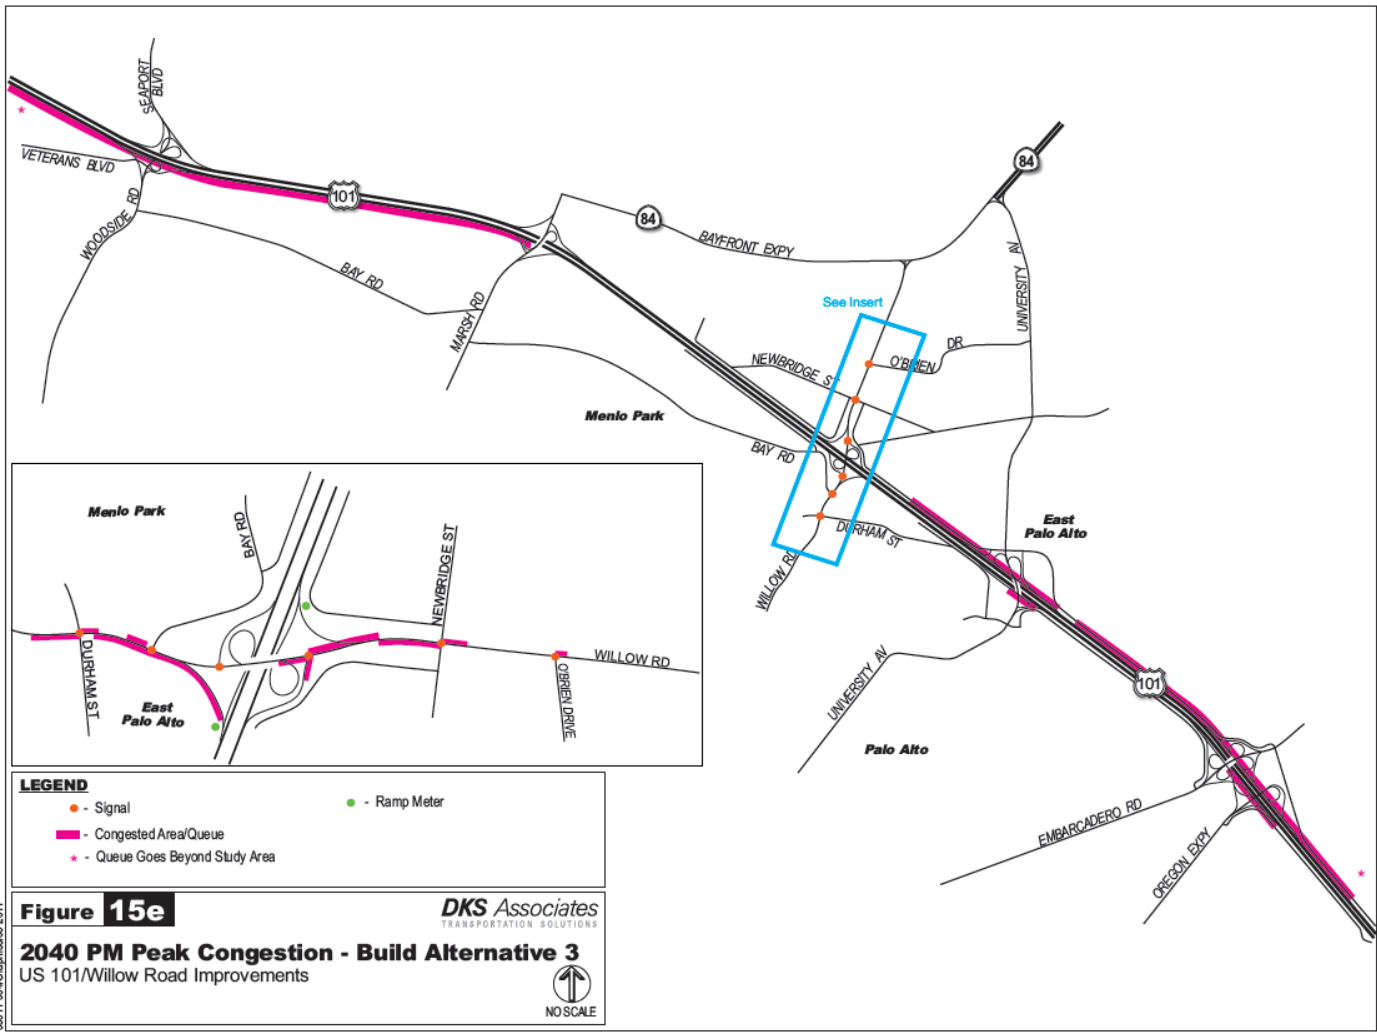 SEAPORT
BLVD
*
VETERANS BLVD
WOODSIDE RD
101
84
84
BAYFRONT EXPY
UNIVERSITY AV
BAY RD
MARSH RD
See Insert
NEWBRIDGE ST
O'BRIEN
DR
Menlo Park
BAY RD
DURHAM ST
WILLOW RD
East
Palo Alto
UNIVERSITY AV
101
Palo Alto
EMBARCADERO RD
OREGON EXPY
*
Menlo Park
BAY RD
NEWBRIDGE ST
WILLOW RD
DURHAM ST
O'BRIEN DRIVE
East
Palo Alto
LEGEND
- Signal
- Ramp Meter
- Congested Area/Queue
* - Queue Goes Beyond Study Area
Figure 15e
DKS Associates
TRANSPORTATION SOLUTIONS
2040 PM Peak Congestion - Build Alternative 3
US 101/Willow Road Improvements
NO SCALE